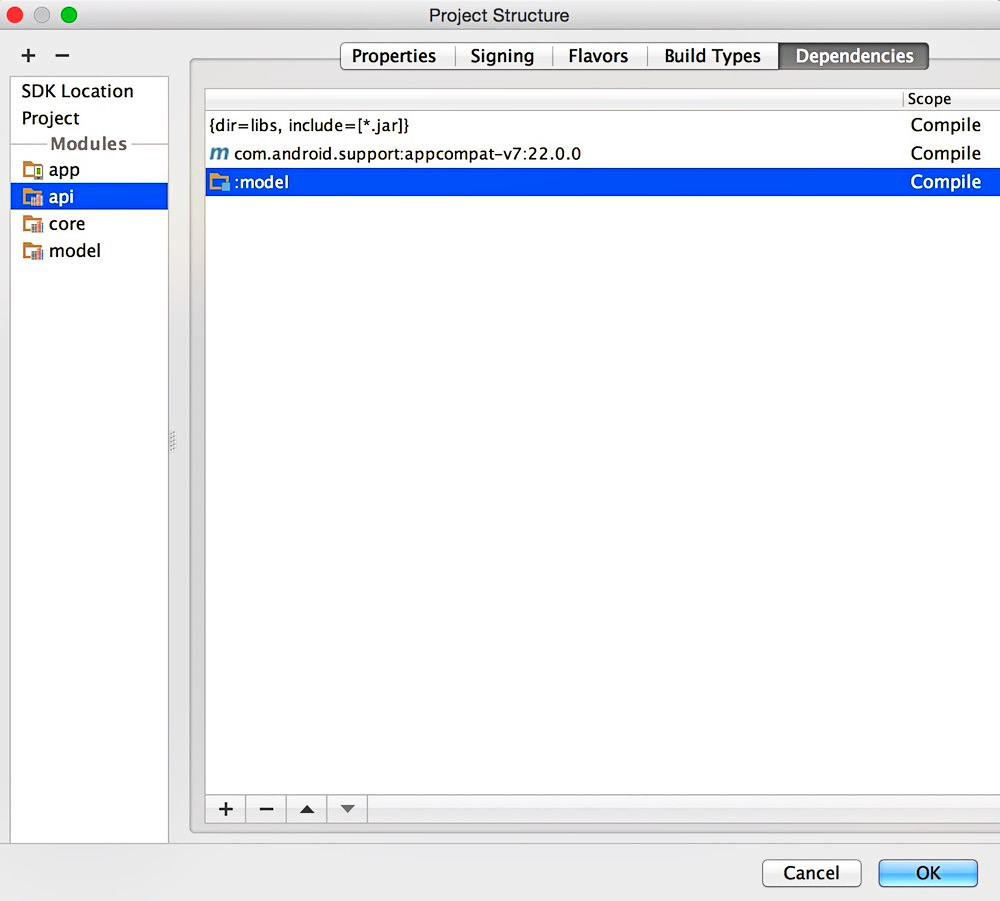 Project Structure
+ −
Properties Signing Flavors Build Types Dependencies
SDK Location
Project
Modules
app
api
core
model
Scope
{dir=libs, include=[*.jar]} Compile
m com.android.support:appcompat-v7:22.0.0 Compile
:model Compile
+ −
Cancel OK